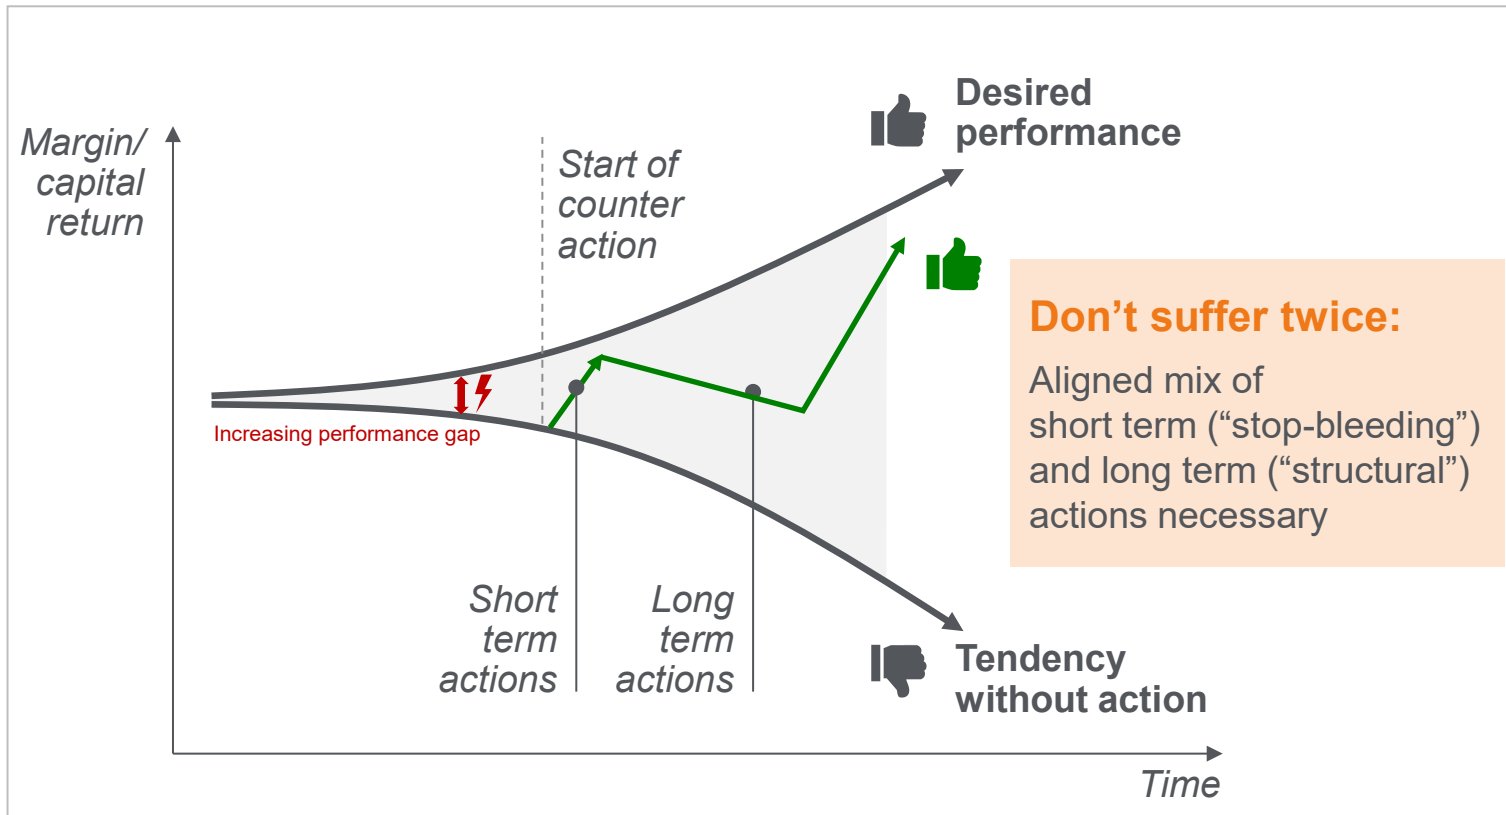 Margin/
capital
return
Start of
counter
action
Desired
performance
Increasing performance gap
Don’t suffer twice:
Aligned mix of
short term (“stop-bleeding”)
and long term (“structural”)
actions necessary
Short
term
actions
Long
term
actions
Tendency
without action
Time